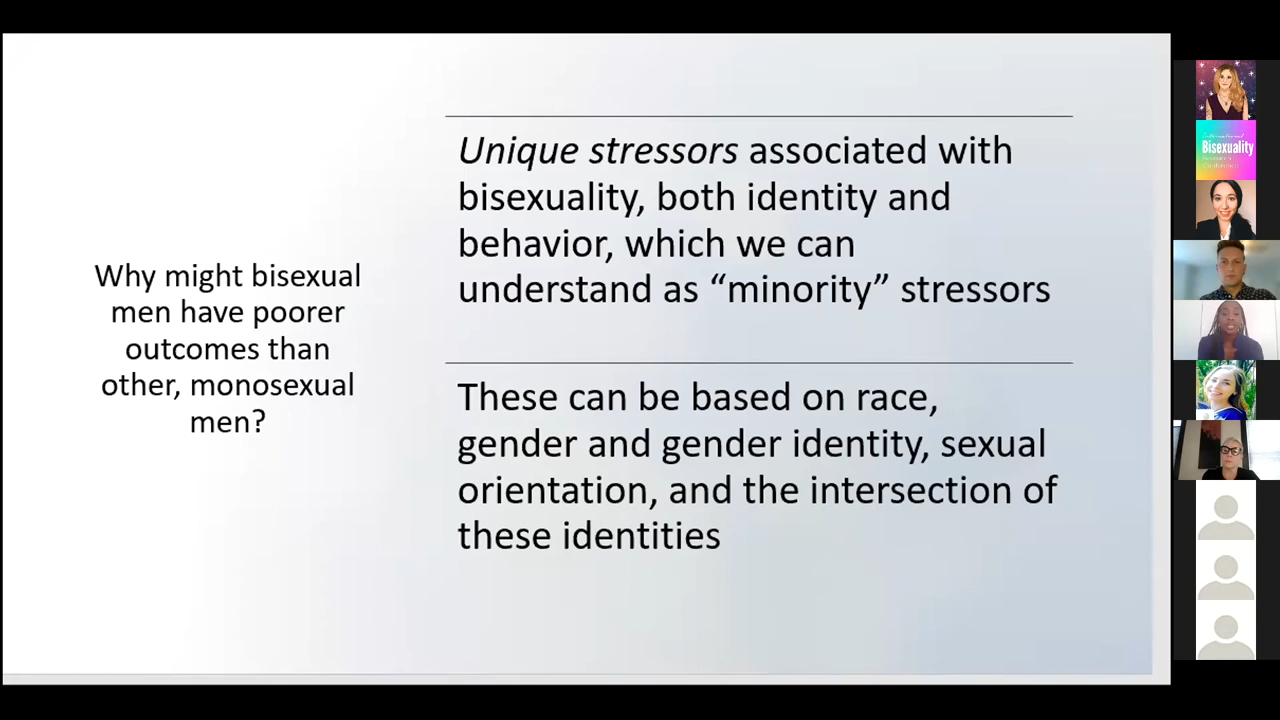 Why might bisexual
men have poorer
outcomes than
other, monosexual
men?
Unique stressors associated with
bisexuality, both identity and
behavior, which we can
understand as “minority” stressors
These can be based on race,
gender and gender identity, sexual
orientation, and the intersection of
these identities
Bisexuality